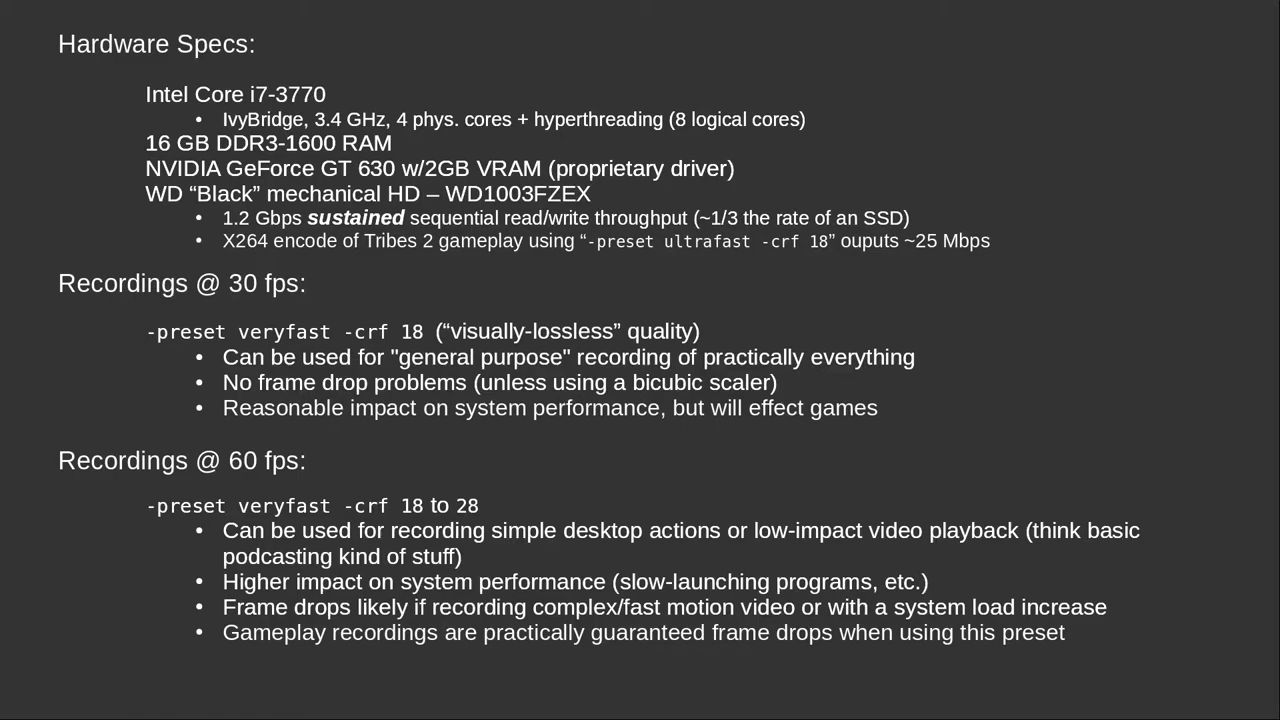 Hardware Specs:
Intel Core i7-3770
• IvyBridge, 3.4 GHz, 4 phys. cores + hyperthreading (8 logical cores)
16 GB DDR3-1600 RAM
NVIDIA GeForce GT 630 w/2GB VRAM (proprietary driver)
WD “Black” mechanical HD – WD1003FZEX
• 1.2 Gbps sustained sequential read/write throughput (~1/3 the rate of an SSD)
• X264 encode of Tribes 2 gameplay using “-preset ultrafast -crf 18” ouputs ~25 Mbps
Recordings @ 30 fps:
-preset veryfast -crf 18 (“visually-lossless” quality)
• Can be used for "general purpose" recording of practically everything
• No frame drop problems (unless using a bicubic scaler)
• Reasonable impact on system performance, but will effect games
Recordings @ 60 fps:
-preset veryfast -crf 18 to 28
• Can be used for recording simple desktop actions or low-impact video playback (think basic
podcasting kind of stuff)
• Higher impact on system performance (slow-launching programs, etc.)
• Frame drops likely if recording complex/fast motion video or with a system load increase
• Gameplay recordings are practically guaranteed frame drops when using this preset